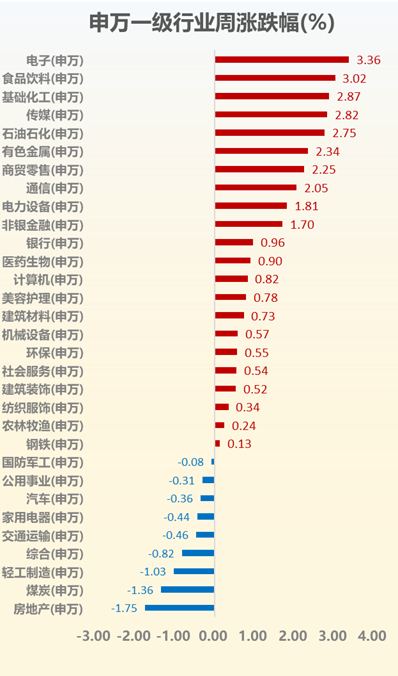 申万一级行业周涨跌幅(%)
电子(申万) 3.36
食品饮料(申万) 3.02
基础化工(申万) 2.87
传媒(申万) 2.82
石油石化(申万) 2.75
有色金属(申万) 2.34
商贸零售(申万) 2.25
通信(申万) 2.05
电力设备(申万) 1.81
非银金融(申万) 1.70
银行(申万) 0.96
医药生物(申万) 0.90
计算机(申万) 0.82
美容护理(申万) 0.78
建筑材料(申万) 0.73
机械设备(申万) 0.57
环保(申万) 0.55
社会服务(申万) 0.54
建筑装饰(申万) 0.52
纺织服饰(申万) 0.34
农林牧渔(申万) 0.24
钢铁(申万) 0.13
国防军工(申万) -0.08
公用事业(申万) -0.31
汽车(申万) -0.36
家用电器(申万) -0.44
交通运输(申万) -0.46
综合(申万) -0.82
轻工制造(申万) -1.03
煤炭(申万) -1.36
房地产(申万) -1.75
-3.00 -2.00 -1.00 0.00 1.00 2.00 3.00 4.00